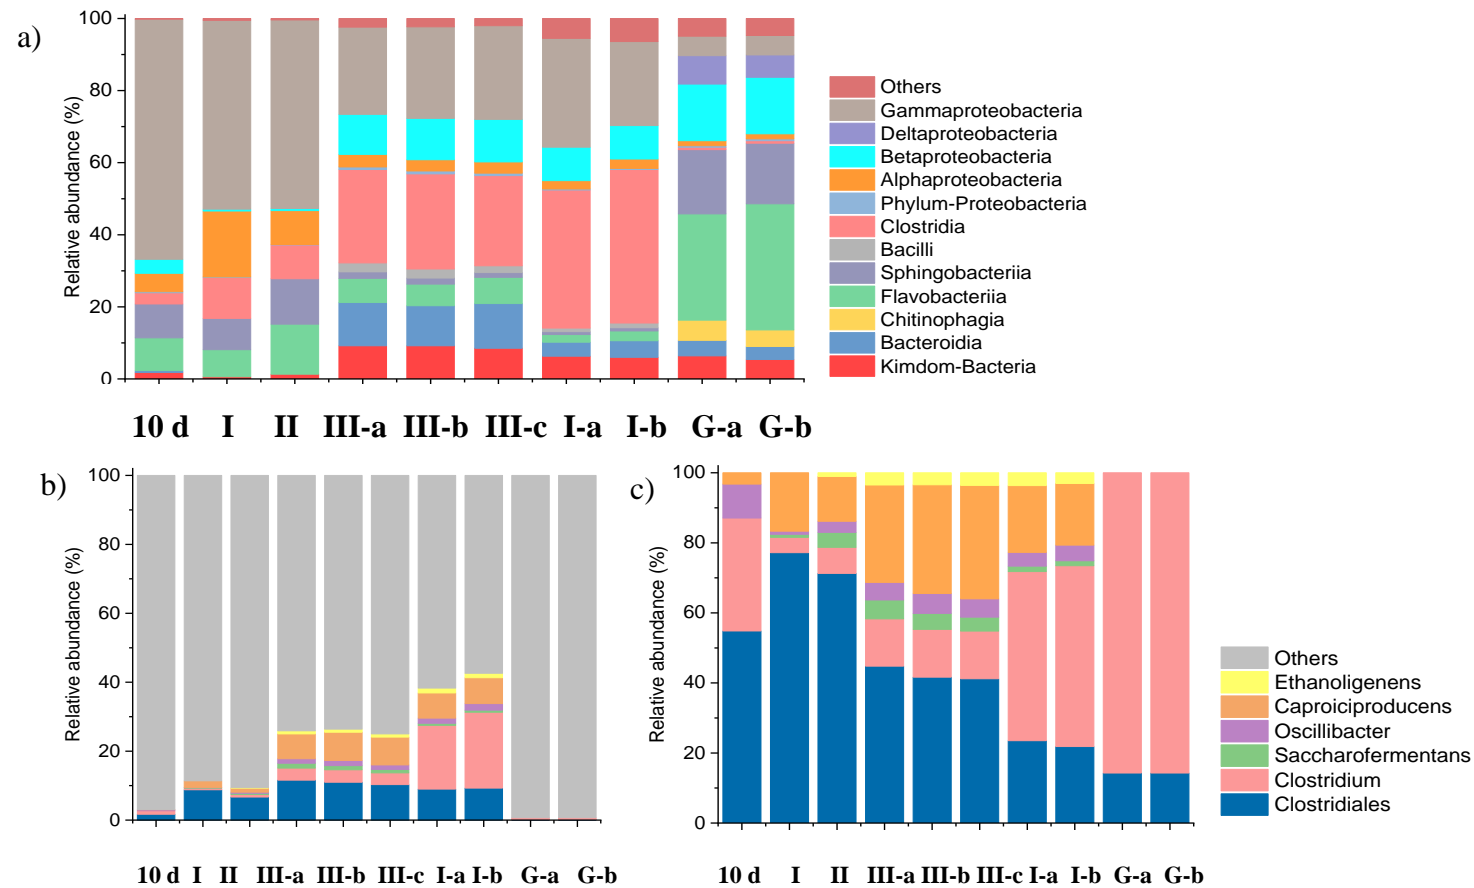 a)
Relative abundance (%)
100
80
60
40
20
0
10 d I II III-a III-b III-c I-a I-b G-a G-b
Others
Gammaproteobacteria
Deltaproteobacteria
Betaproteobacteria
Alphaproteobacteria
Phylum-Proteobacteria
Clostridia
Bacilli
Sphingobacteriia
Flavobacteriia
Chitinophagia
Bacteroidia
Kimdom-Bacteria
b)
Relative abundance (%)
100
80
60
40
20
0
10 d I II III-a III-b III-c I-a I-b G-a G-b
c)
Relative abundance (%)
100
80
60
40
20
0
10 d I II III-a III-b III-c I-a I-b G-a G-b
Others
Ethanoligenens
Caproiciproducens
Oscillibacter
Saccharofermentans
Clostridium
Clostridiales